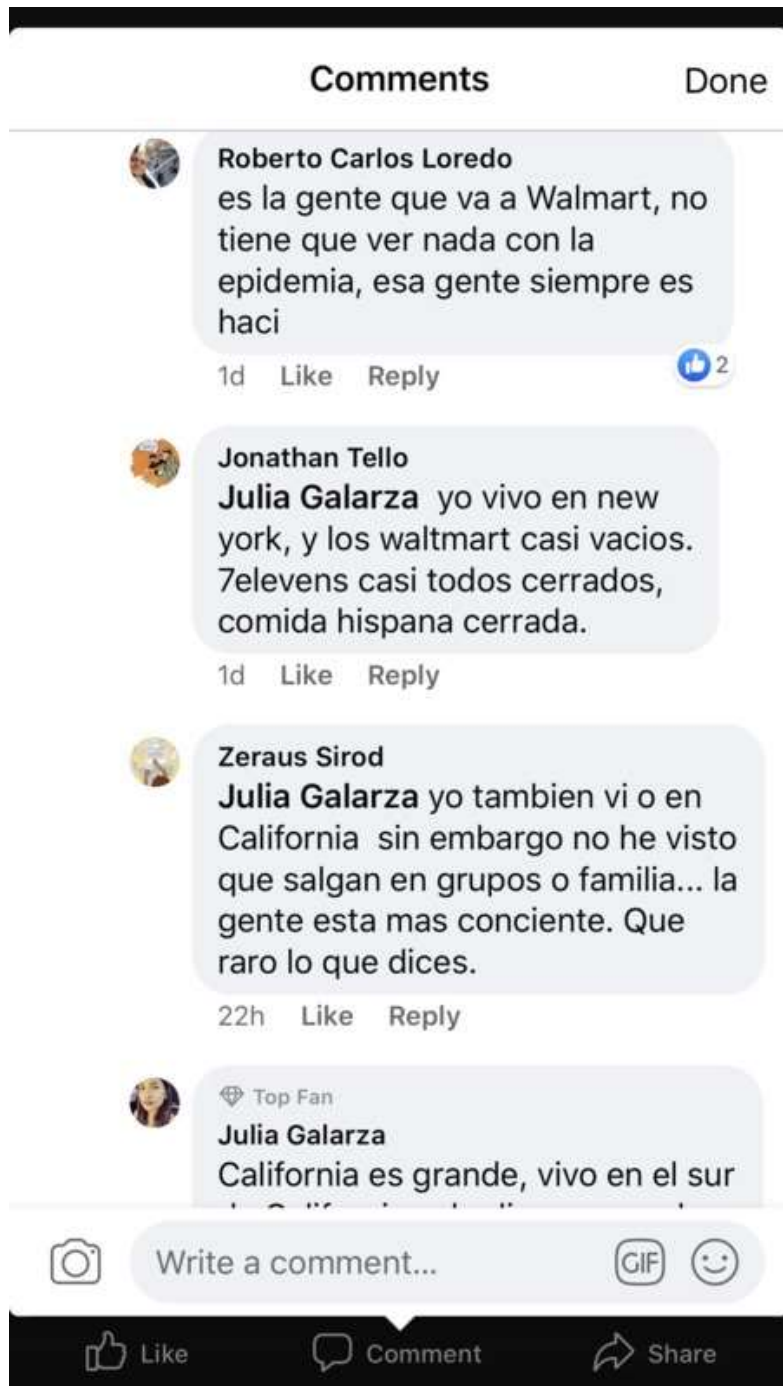 Comments Done
Roberto Carlos Loredo
es la gente que va a Walmart, no
tiene que ver nada con la
epidemia, esa gente siempre es
haci
1d Like Reply 2
Jonathan Tello
Julia Galarza yo vivo en new
york, y los waltmart casi vacios.
7elevens casi todos cerrados,
comida hispana cerrada.
1d Like Reply
Zeraus Sirod
Julia Galarza yo tambien vi o en
California sin embargo no he visto
que salgan en grupos o familia... la
gente esta mas conciente. Que
raro lo que dices.
22h Like Reply
Top Fan
Julia Galarza
California es grande, vivo en el sur
Write a comment... GIF
Like Comment Share